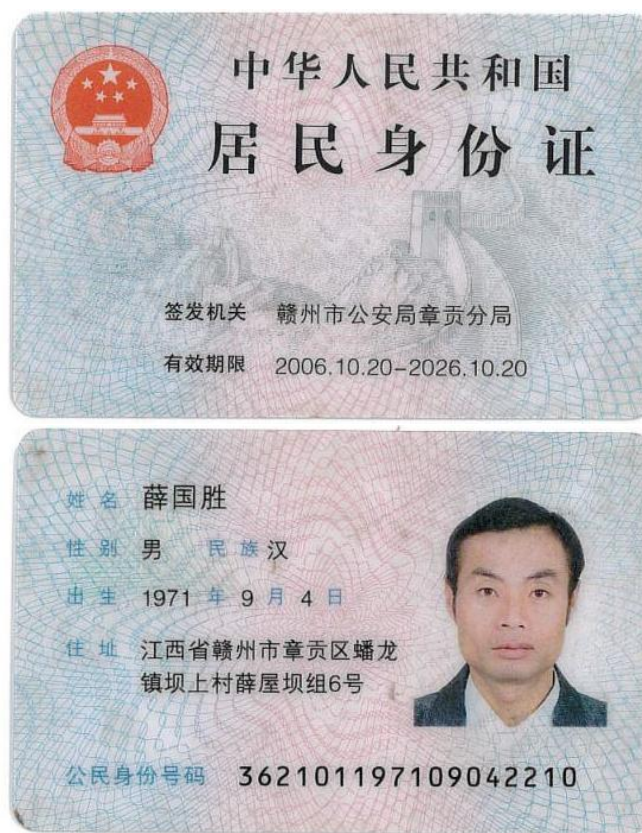 中华人民共和国
居民身份证
签发机关 赣州市公安局章贡分局
有效期限 2006.10.20-2026.10.20
姓名 薛国胜
性别 男 民族 汉
出生 1971 年 9 月 4 日
住址 江西省赣州市章贡区蟠龙
镇坝上村薛屋坝组6号
公民身份号码 362101197109042210